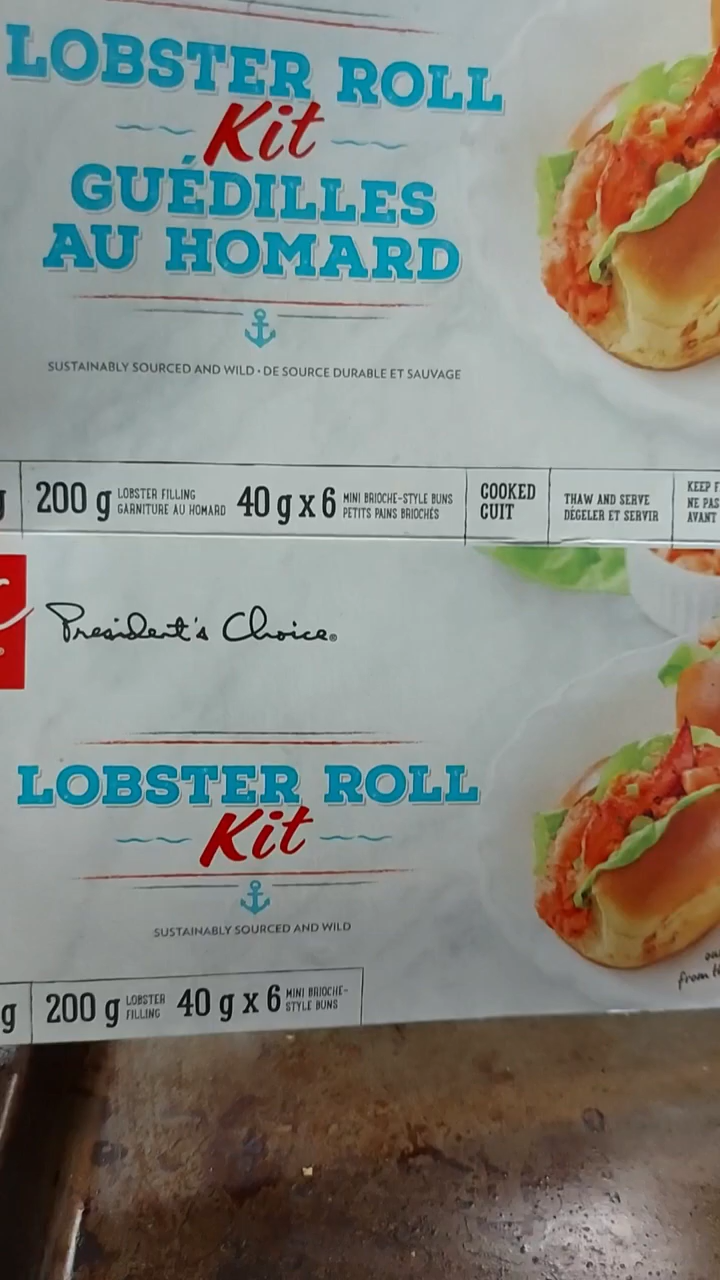 LOBSTER ROLL
Kit
GUÉDILLES
AU HOMARD
SUSTAINABLY SOURCED AND WILD • DE SOURCE DURABLE ET SAUVAGE
g 200 g LOBSTER FILLING GARNITURE AU HOMARD 40 g x 6 MINI BRIOCHE-STYLE BUNS PETITS PAINS BRIOCHÉS COOKED CUIT THAW AND SERVE DÉGELER ET SERVIR KEEP F NE PAS AVANT
President's Choice®
LOBSTER ROLL
Kit
SUSTAINABLY SOURCED AND WILD
from
g 200 g LOBSTER FILLING 40 g x 6 MINI BRIOCHE-STYLE BUNS